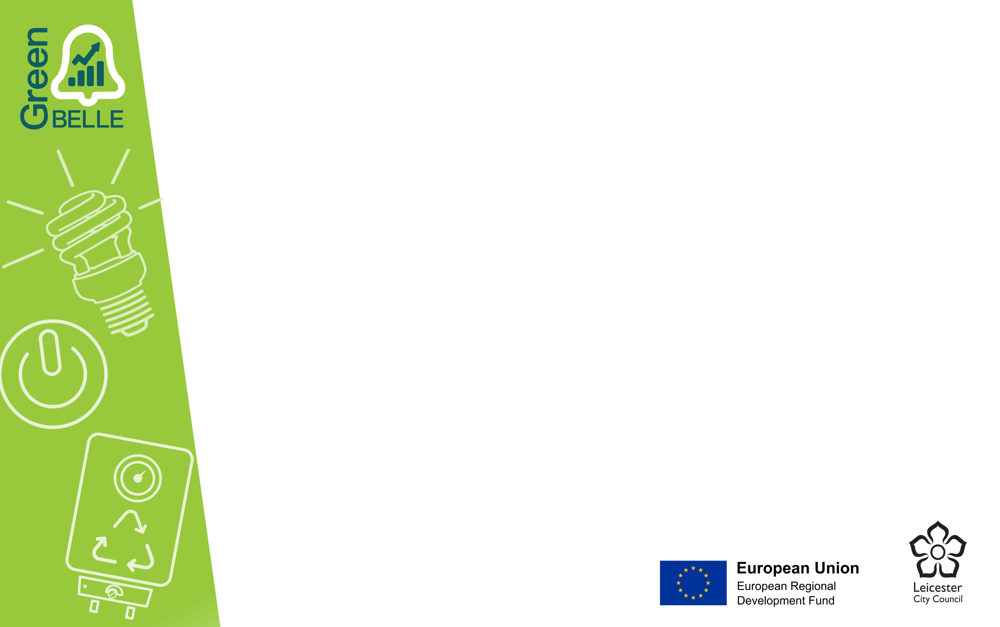 Green
BELLE
European Union
European Regional
Development Fund
Leicester
City Council